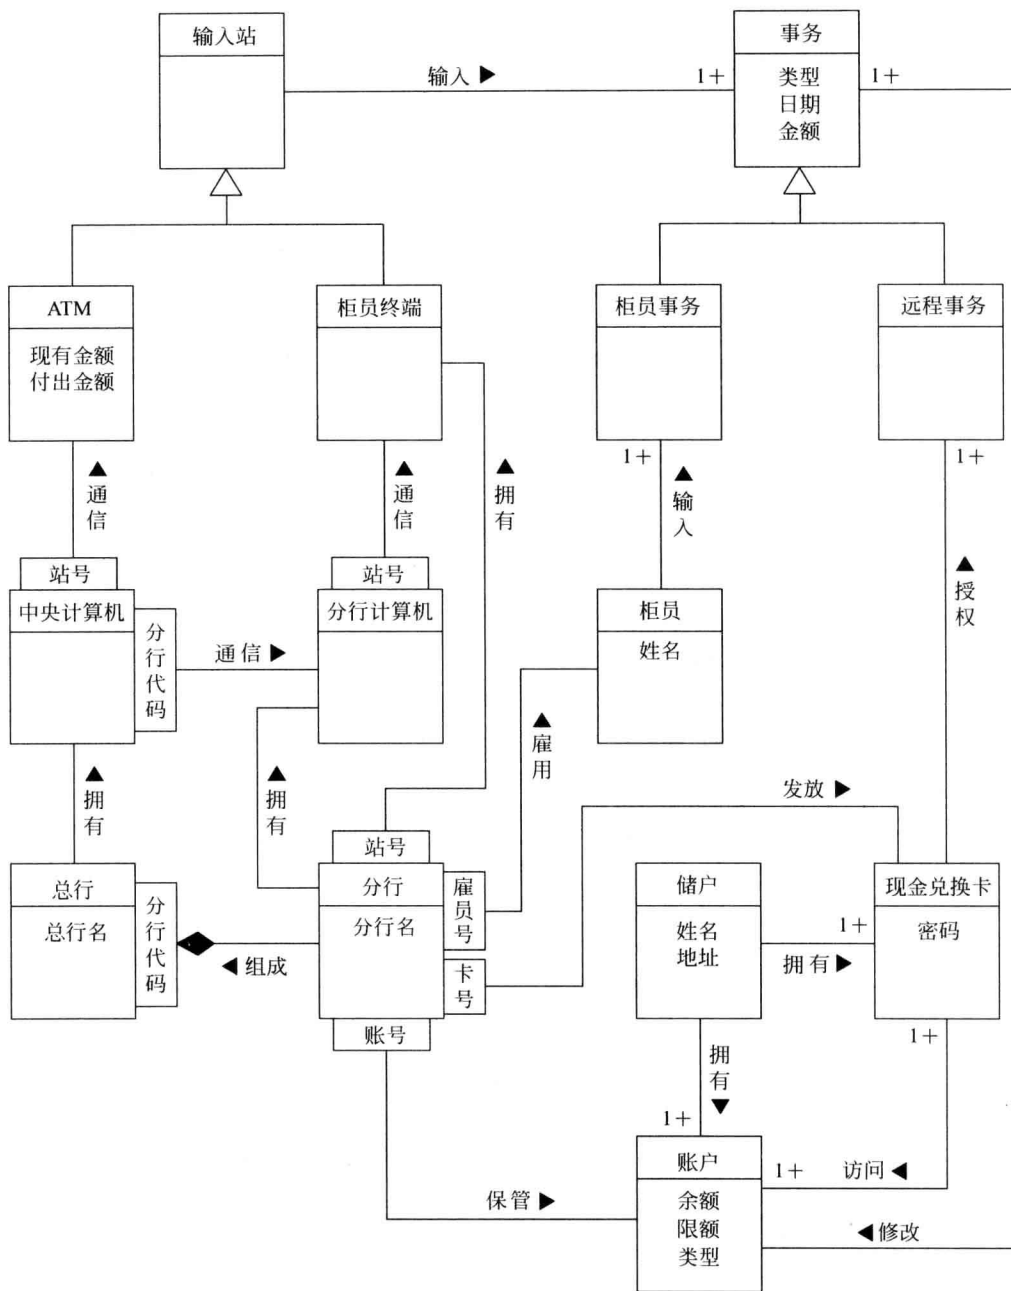 输入站
事务
输入 ▶
1+
1+
类型
日期
金额
ATM
柜员终端
柜员事务
远程事务
现有金额
付出金额
1+
1+
▲通信
▲通信
▲拥有
▲输入
▲授权
站号
站号
中央计算机
分行计算机
柜员
分行代码
通信 ▶
姓名
▲拥有
▲拥有
▲雇用
发放 ▶
站号
总行
分行
雇员号
储户
现金兑换卡
总行名
分行代码
分行名
姓名
地址
1+
密码
◀ 组成
卡号
拥有 ▶
账号
拥有▼
1+
1+
账户
1+
访问 ◀
保管 ▶
余额
限额
类型
◀ 修改